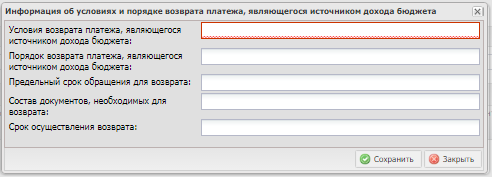 Информация об условиях и порядке возврата платежа, являющегося источником дохода бюджета
Условия возврата платежа, являющегося
источником дохода бюджета:
Порядок возврата платежа, являющегося
источником дохода бюджета:
Предельный срок обращения для возврата:
Состав документов, необходимых для
возврата:
Срок осуществления возврата:
Сохранить
Закрыть